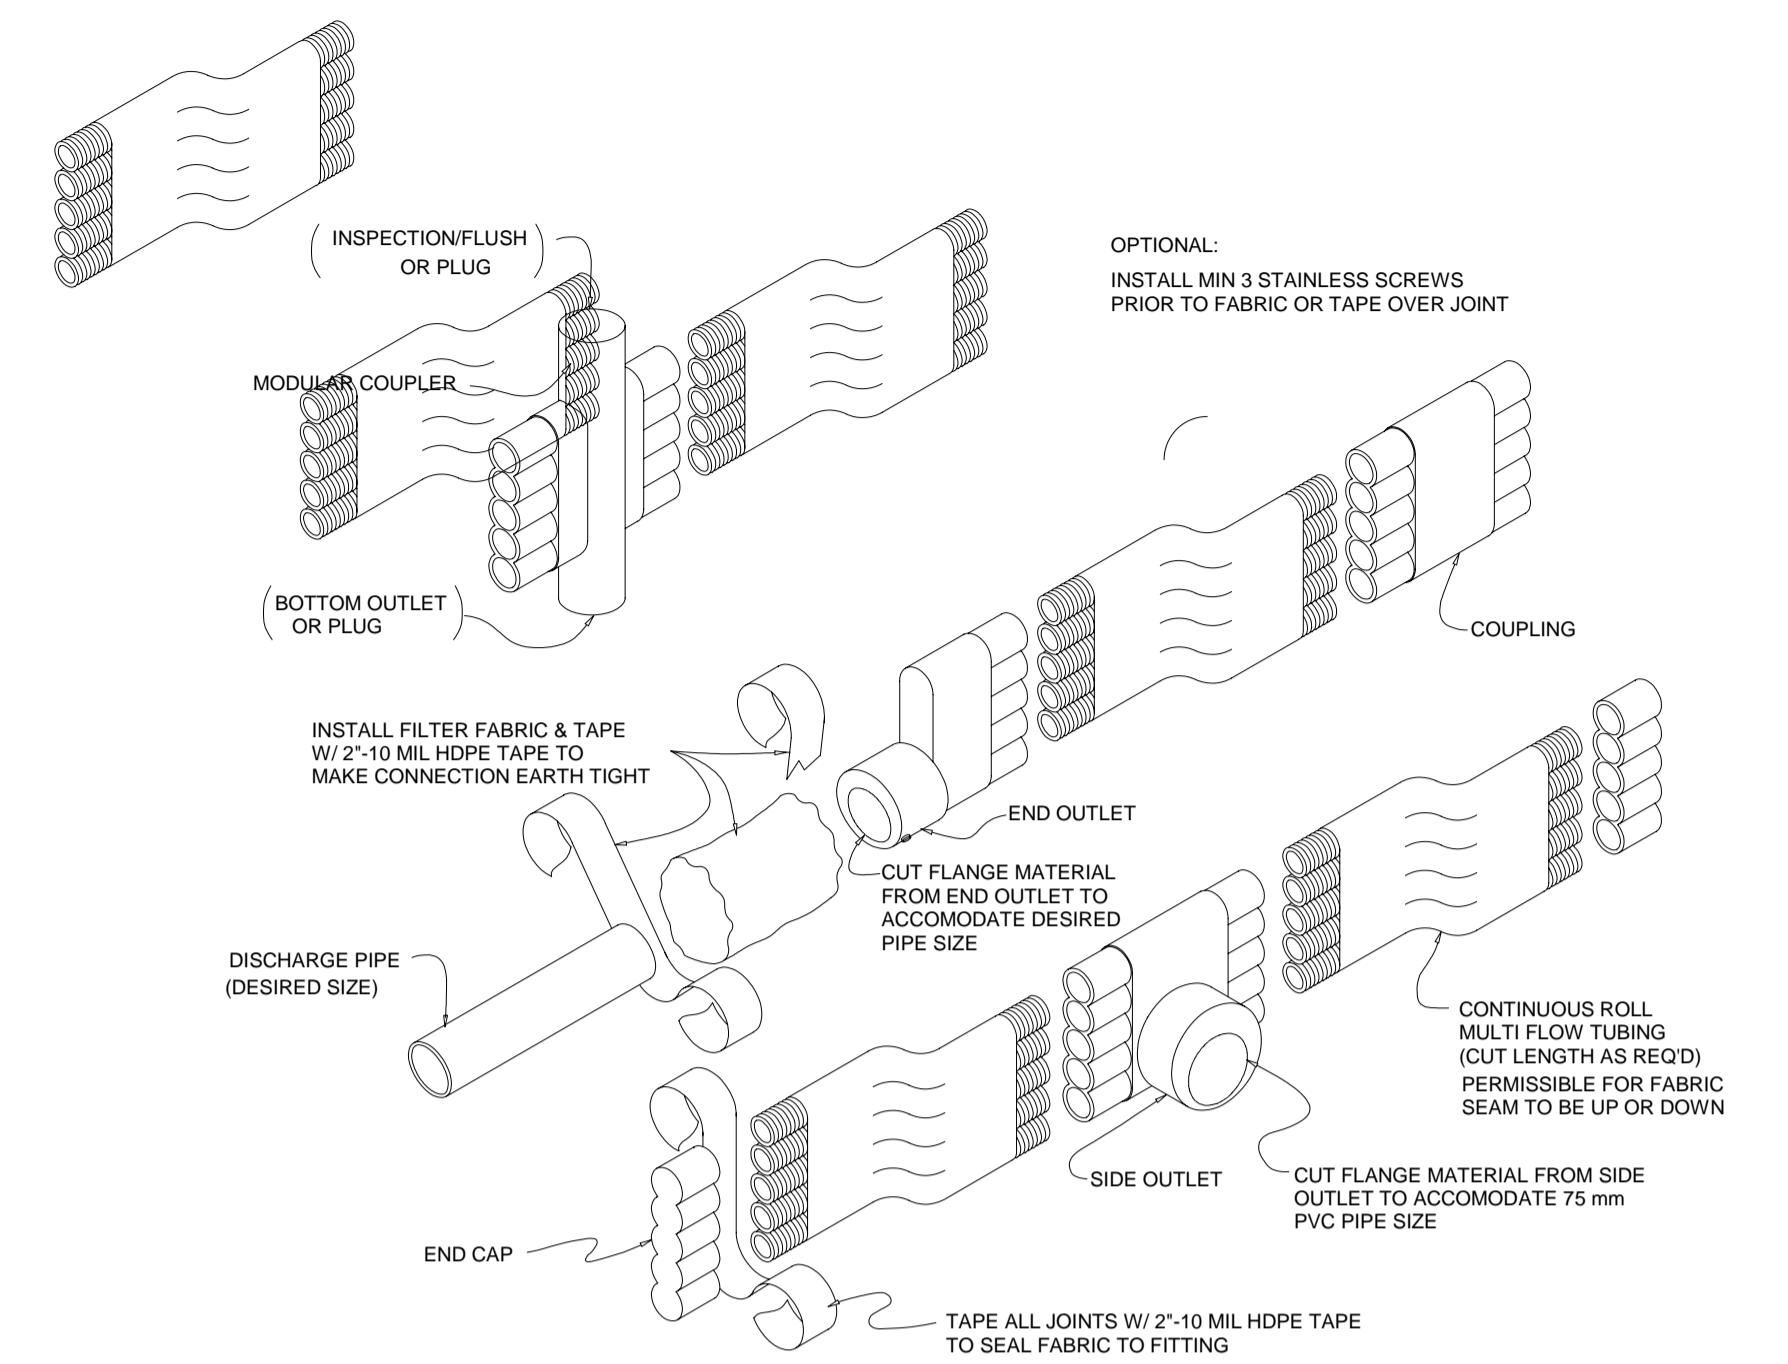 INSPECTION/FLUSH
OR PLUG
OPTIONAL:
INSTALL MIN 3 STAINLESS SCREWS
PRIOR TO FABRIC OR TAPE OVER JOINT
MODULAR COUPLER
BOTTOM OUTLET
OR PLUG
COUPLING
INSTALL FILTER FABRIC & TAPE
W/ 2"-10 MIL HDPE TAPE TO
MAKE CONNECTION EARTH TIGHT
END OUTLET
CUT FLANGE MATERIAL
FROM END OUTLET TO
ACCOMODATE DESIRED
PIPE SIZE
DISCHARGE PIPE
(DESIRED SIZE)
CONTINUOUS ROLL
MULTI FLOW TUBING
(CUT LENGTH AS REQ'D)
PERMISSIBLE FOR FABRIC
SEAM TO BE UP OR DOWN
SIDE OUTLET
CUT FLANGE MATERIAL FROM SIDE
OUTLET TO ACCOMODATE 75 mm
PVC PIPE SIZE
END CAP
TAPE ALL JOINTS W/ 2"-10 MIL HDPE TAPE
TO SEAL FABRIC TO FITTING